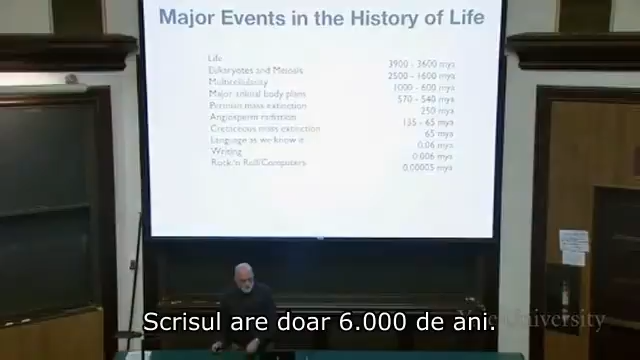 Major Events in the History of Life
Life 3900 - 3600 mya
Eukaryotes and Meiosis 2500 - 1600 mya
Multicellularity 1000 - 600 mya
Major animal body plans 570 - 540 mya
Permian mass extinction 250 mya
Angiosperm radiation 135 - 65 mya
Cretaceous mass extinction 65 mya
Language as we know it 0.06 mya
Writing 0.006 mya
Rock 'n Roll/Computers 0.00005 mya
Scrisul are doar 6.000 de ani.
Yale University